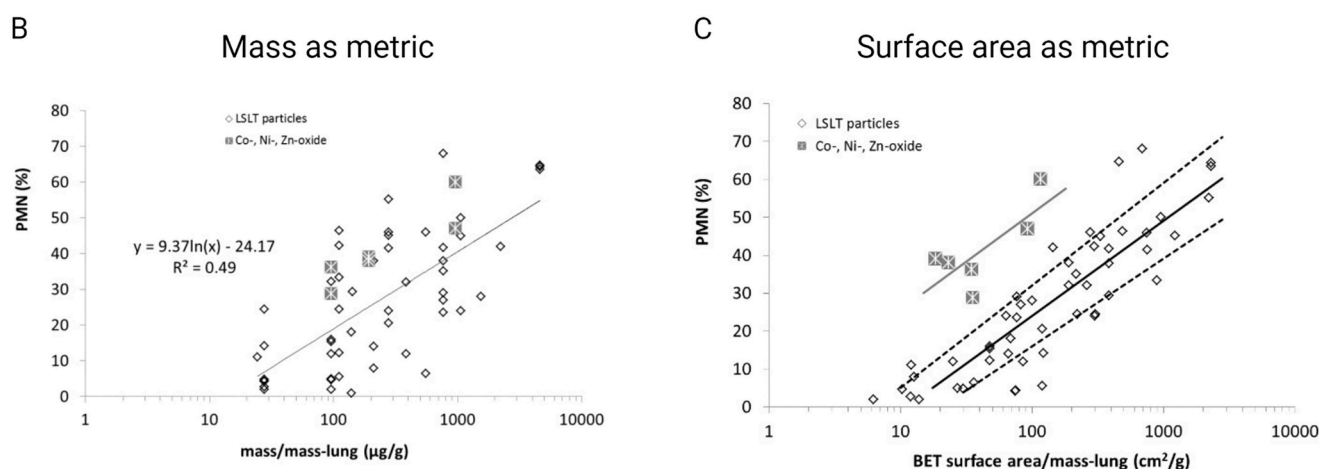 B
Mass as metric
80
70
60
50
40
30
20
10
0
PMN (%)
LSLT particles
Co-, Ni-, Zn-oxide
y = 9.37ln(x) - 24.17
R² = 0.49
1
10
100
1000
10000
mass/mass-lung (µg/g)
C
Surface area as metric
80
70
60
50
40
30
20
10
0
PMN (%)
LSLT particles
Co-, Ni-, Zn-oxide
1
10
100
1000
10000
BET surface area/mass-lung (cm²/g)